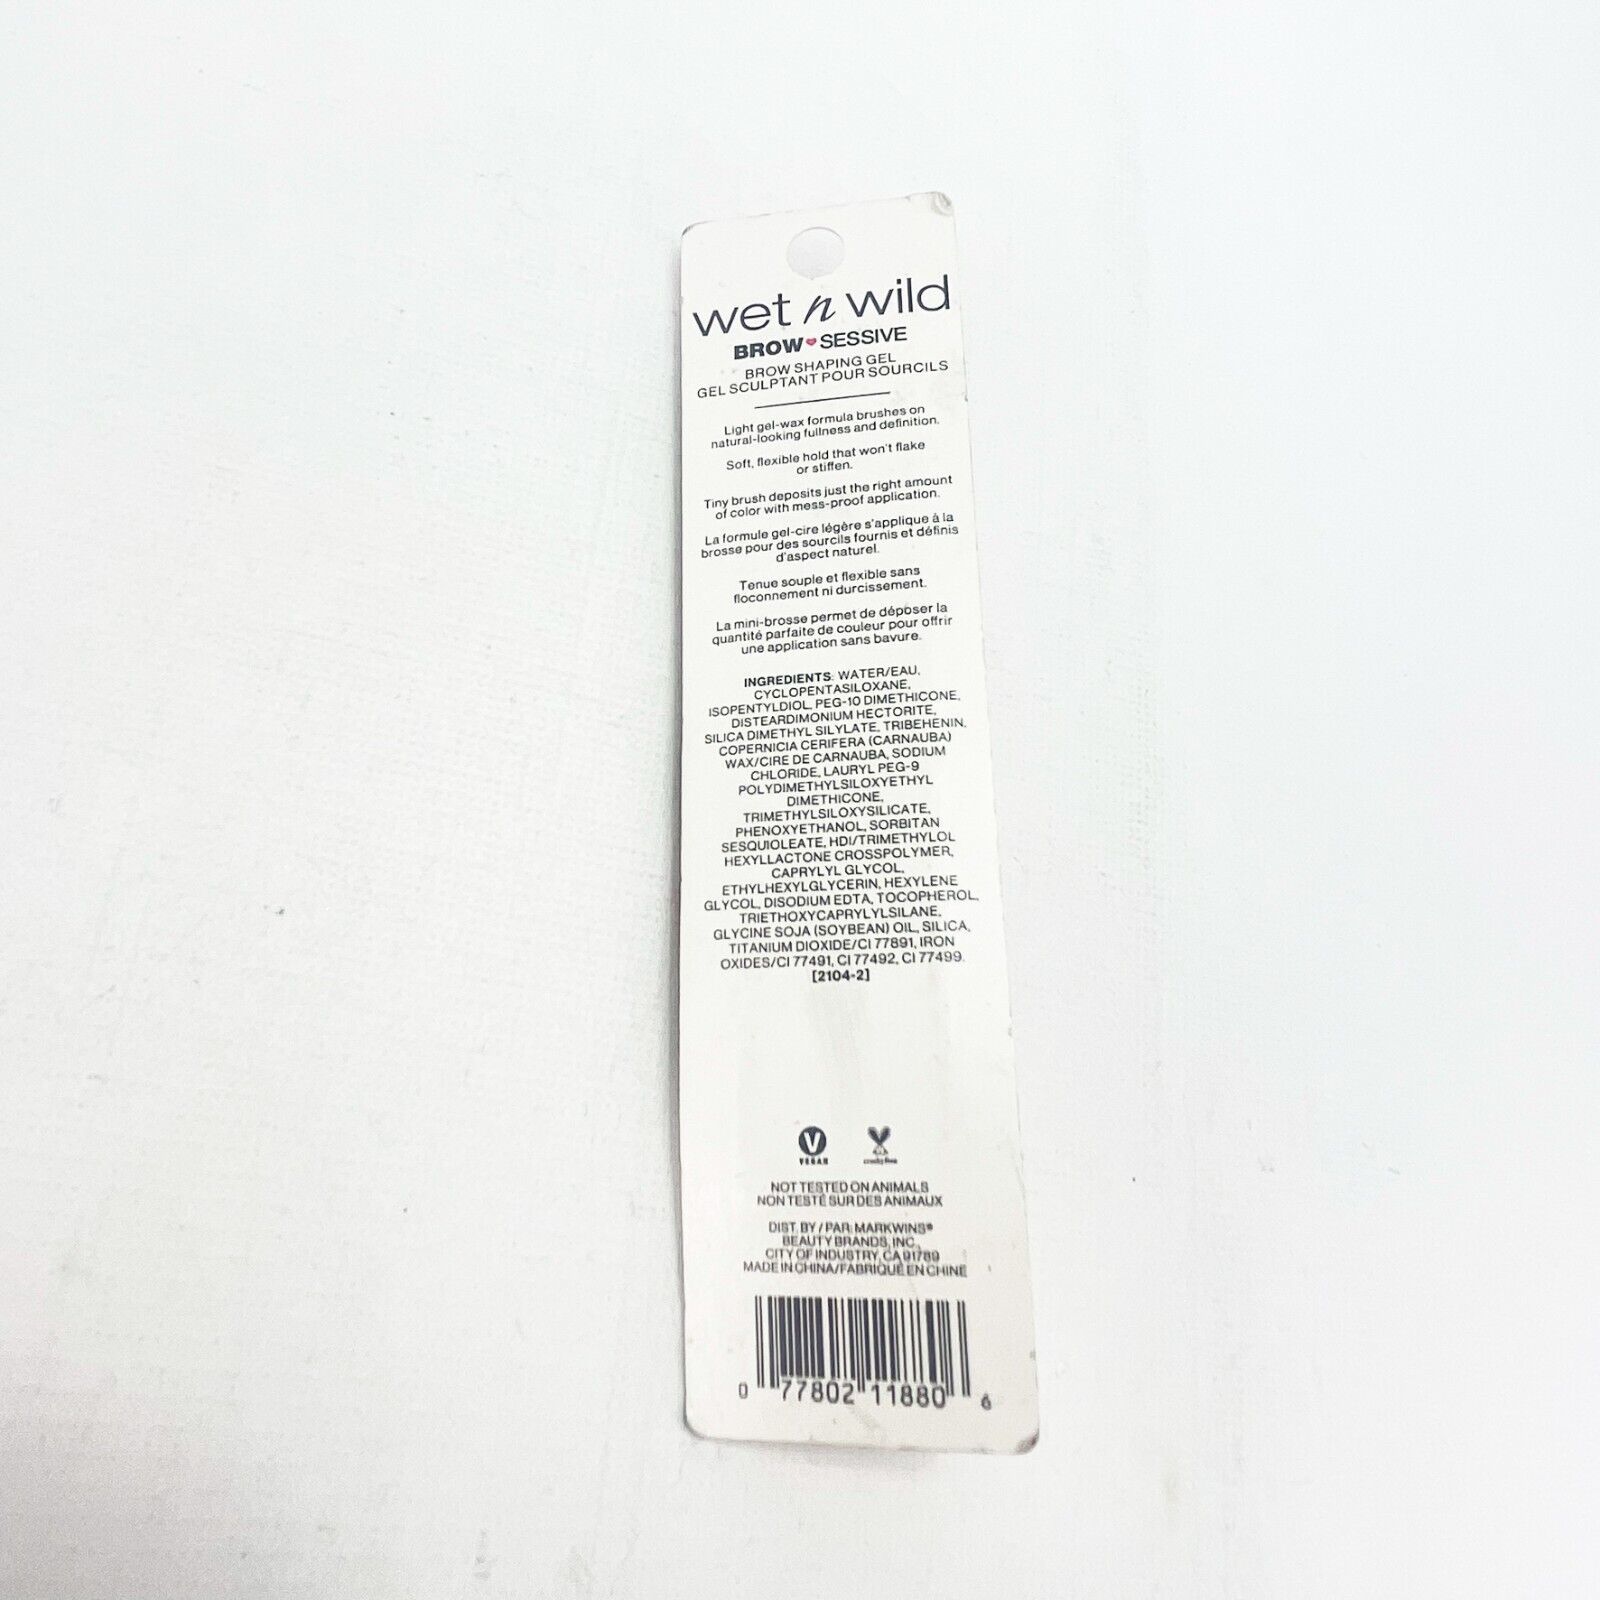 wet n wild
BROW SESSIVE
BROW SHAPING GEL
GEL SCULPTANT POUR SOURCILS
Light gel-wax formula brushes on
natural-looking fullness and definition.
Soft, flexible hold that won't flake
or stiffen.
Tiny brush deposits just the right amount
of color with mess-proof application.
La formule gel-cire légère s'applique à la
brosse pour des sourcils fournis et définis
d'aspect naturel.
Tenue souple et flexible sans
floconnement ni durcissement.
La mini-brosse permet de déposer la
quantité parfaite de couleur pour offrir
une application sans bavure.
INGREDIENTS: WATER/EAU,
CYCLOPENTASILOXANE,
ISOPENTYLDIOL, PEG-10 DIMETHICONE,
DISTEARDIMONIUM HECTORITE,
SILICA DIMETHYL SILYLATE, TRIBEHENIN,
COPERNICIA CERIFERA (CARNAUBA)
WAX/CIRE DE CARNAUBA, SODIUM
CHLORIDE, LAURYL PEG-9
POLYDIMETHYLSILOXYETHYL
DIMETHICONE,
TRIMETHYLSILOXYSILICATE,
PHENOXYETHANOL, SORBITAN
SESQUIOLEATE, HDI/TRIMETHYLOL
HEXYLLACTONE CROSSPOLYMER,
CAPRYLYL GLYCOL,
ETHYLHEXYLGLYCERIN, HEXYLENE
GLYCOL, DISODIUM EDTA, TOCOPHEROL,
TRIETHOXYCAPRYLYLSILANE,
GLYCINE SOJA (SOYBEAN) OIL, SILICA,
TITANIUM DIOXIDE/CI 77891, IRON
OXIDES/CI 77491, CI 77492, CI 77499.
[2104-2]
V
VEGAN
cruelty free
NOT TESTED ON ANIMALS
NON TESTÉ SUR DES ANIMAUX
DIST. BY / PAR: MARKWINS®
BEAUTY BRANDS, INC.,
CITY OF INDUSTRY, CA 91789
MADE IN CHINA/FABRIQUÉ EN CHINE
0 77802 11880 6